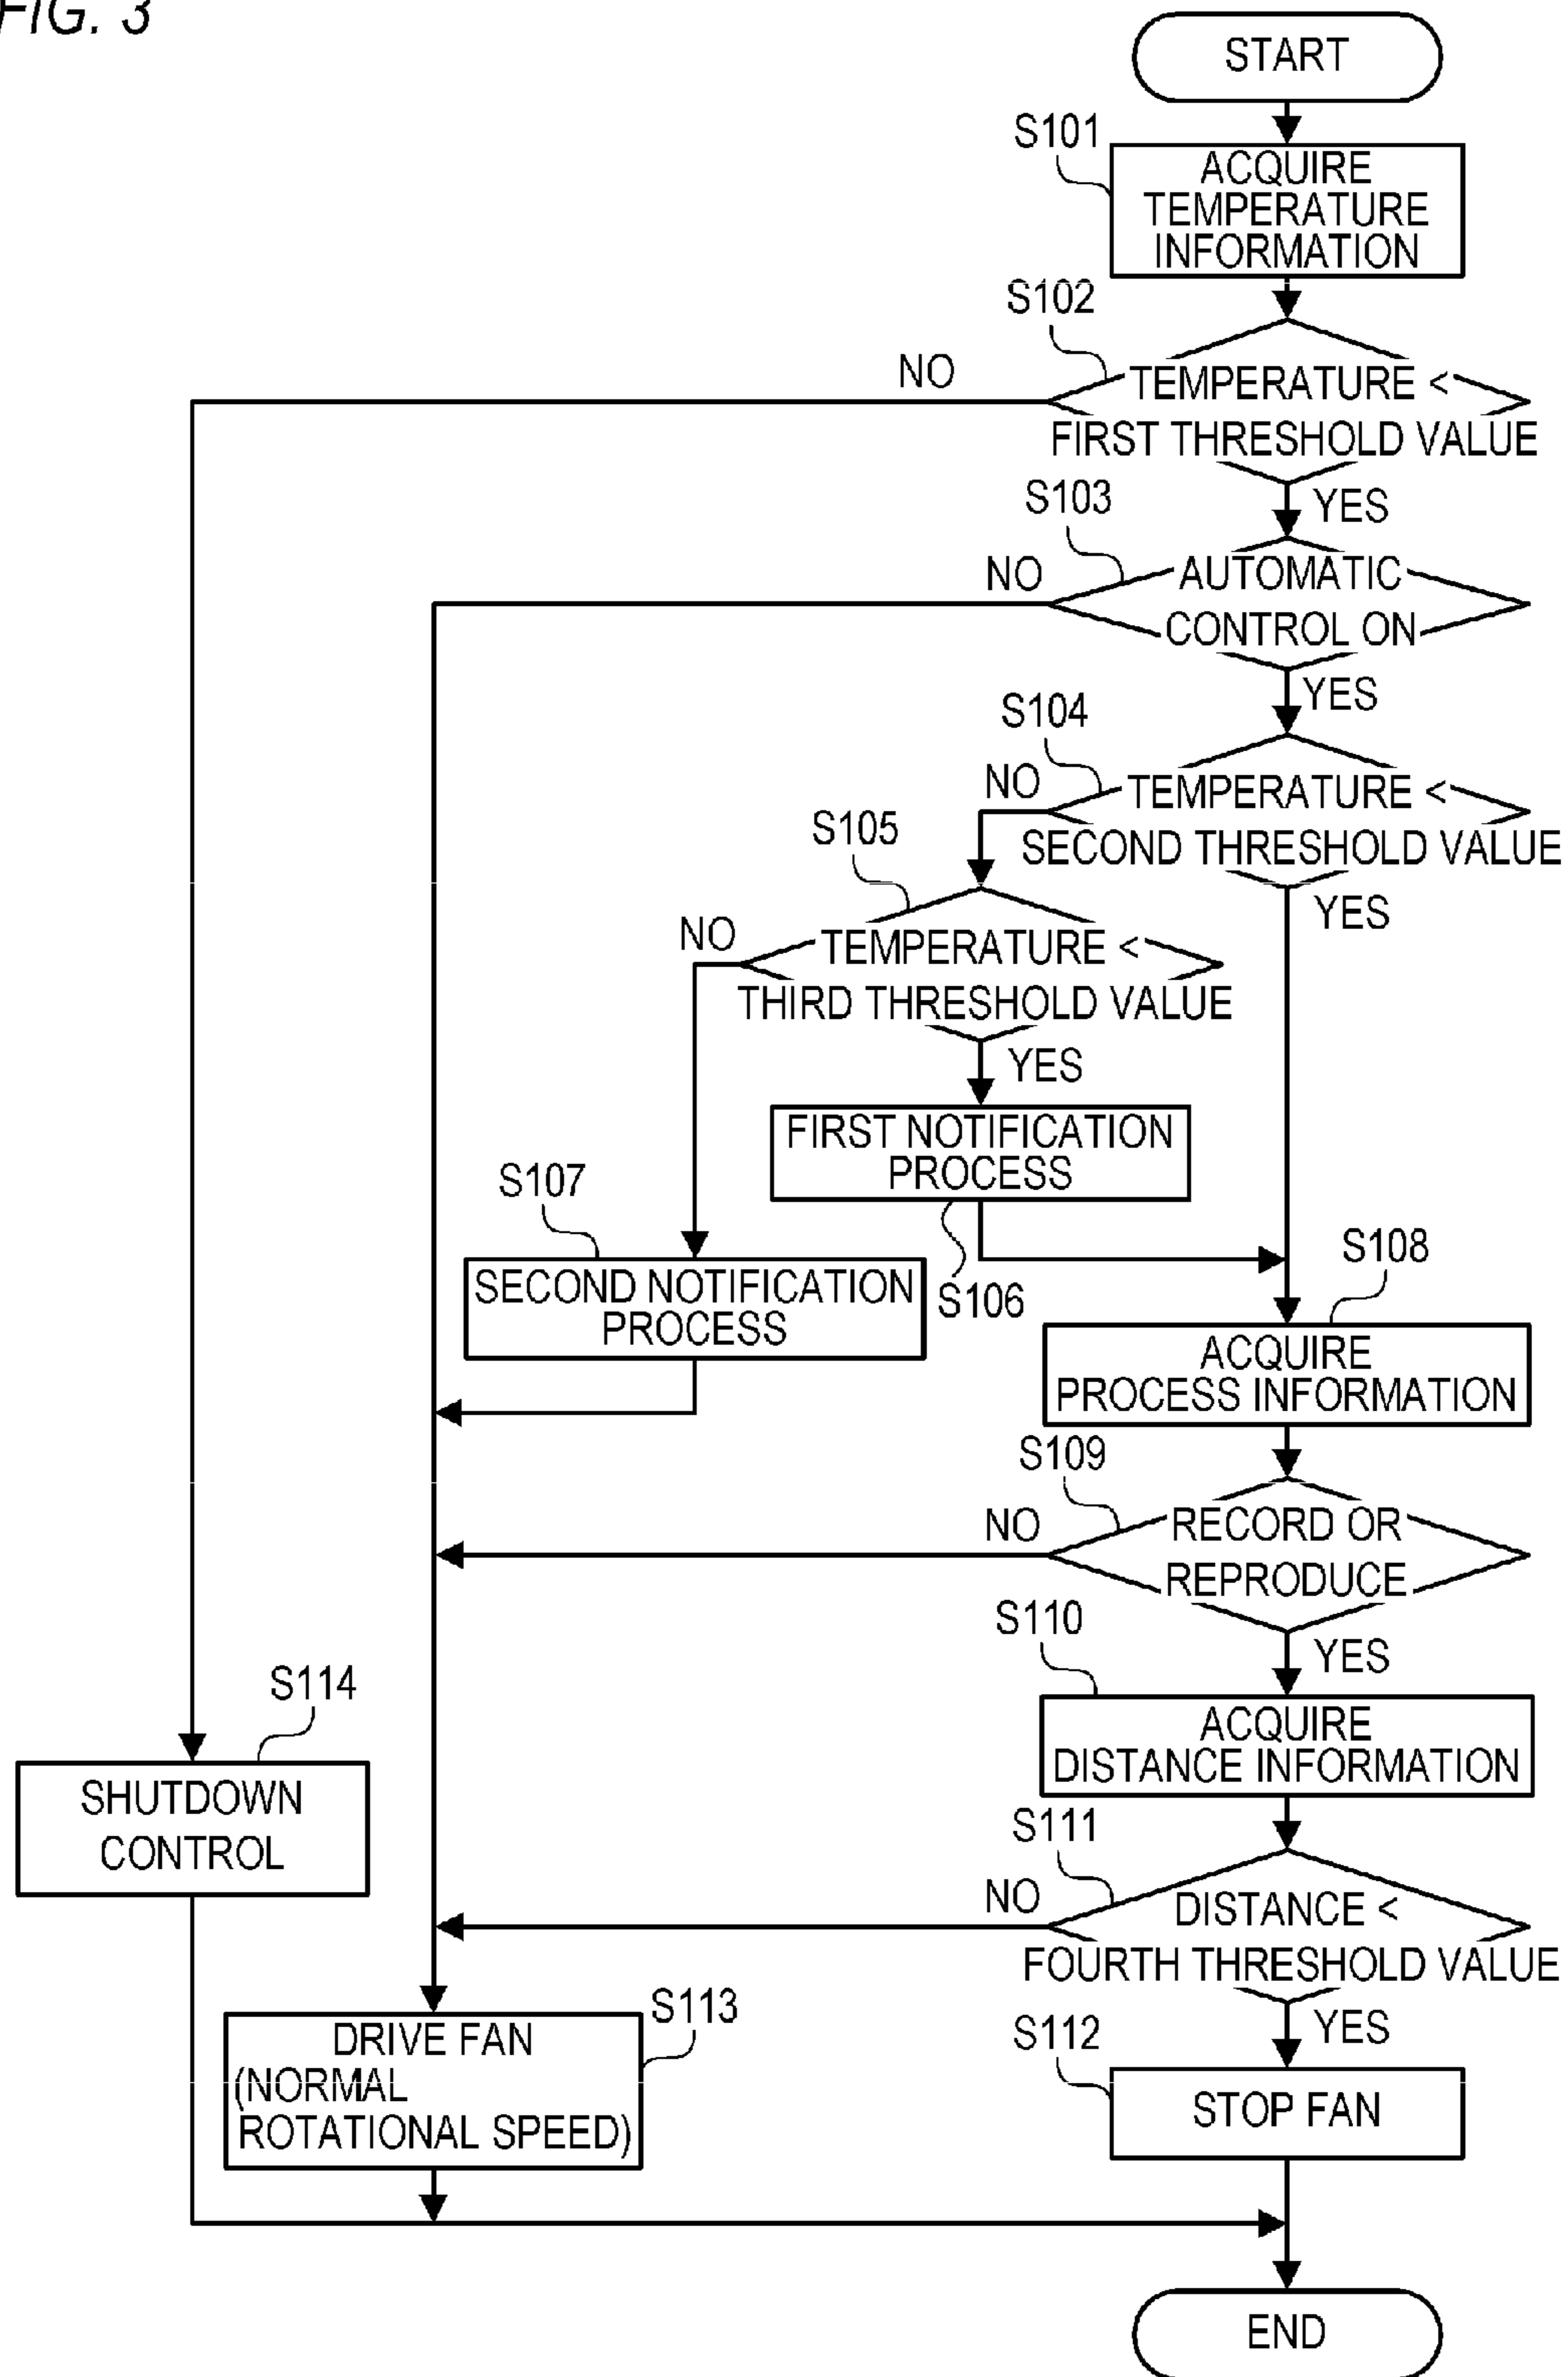 FIG. 3
START
S101
ACQUIRE
TEMPERATURE
INFORMATION
S102
NO
TEMPERATURE <
FIRST THRESHOLD VALUE
YES
S103
NO
AUTOMATIC
CONTROL ON
YES
S104
NO
TEMPERATURE <
SECOND THRESHOLD VALUE
YES
S105
NO
TEMPERATURE <
THIRD THRESHOLD VALUE
YES
FIRST NOTIFICATION
PROCESS
S106
S107
SECOND NOTIFICATION
PROCESS
S108
ACQUIRE
PROCESS INFORMATION
S109
NO
RECORD OR
REPRODUCE
YES
S110
ACQUIRE
DISTANCE INFORMATION
S114
SHUTDOWN
CONTROL
S111
NO
DISTANCE <
FOURTH THRESHOLD VALUE
YES
S113
DRIVE FAN
(NORMAL
ROTATIONAL SPEED)
S112
STOP FAN
END